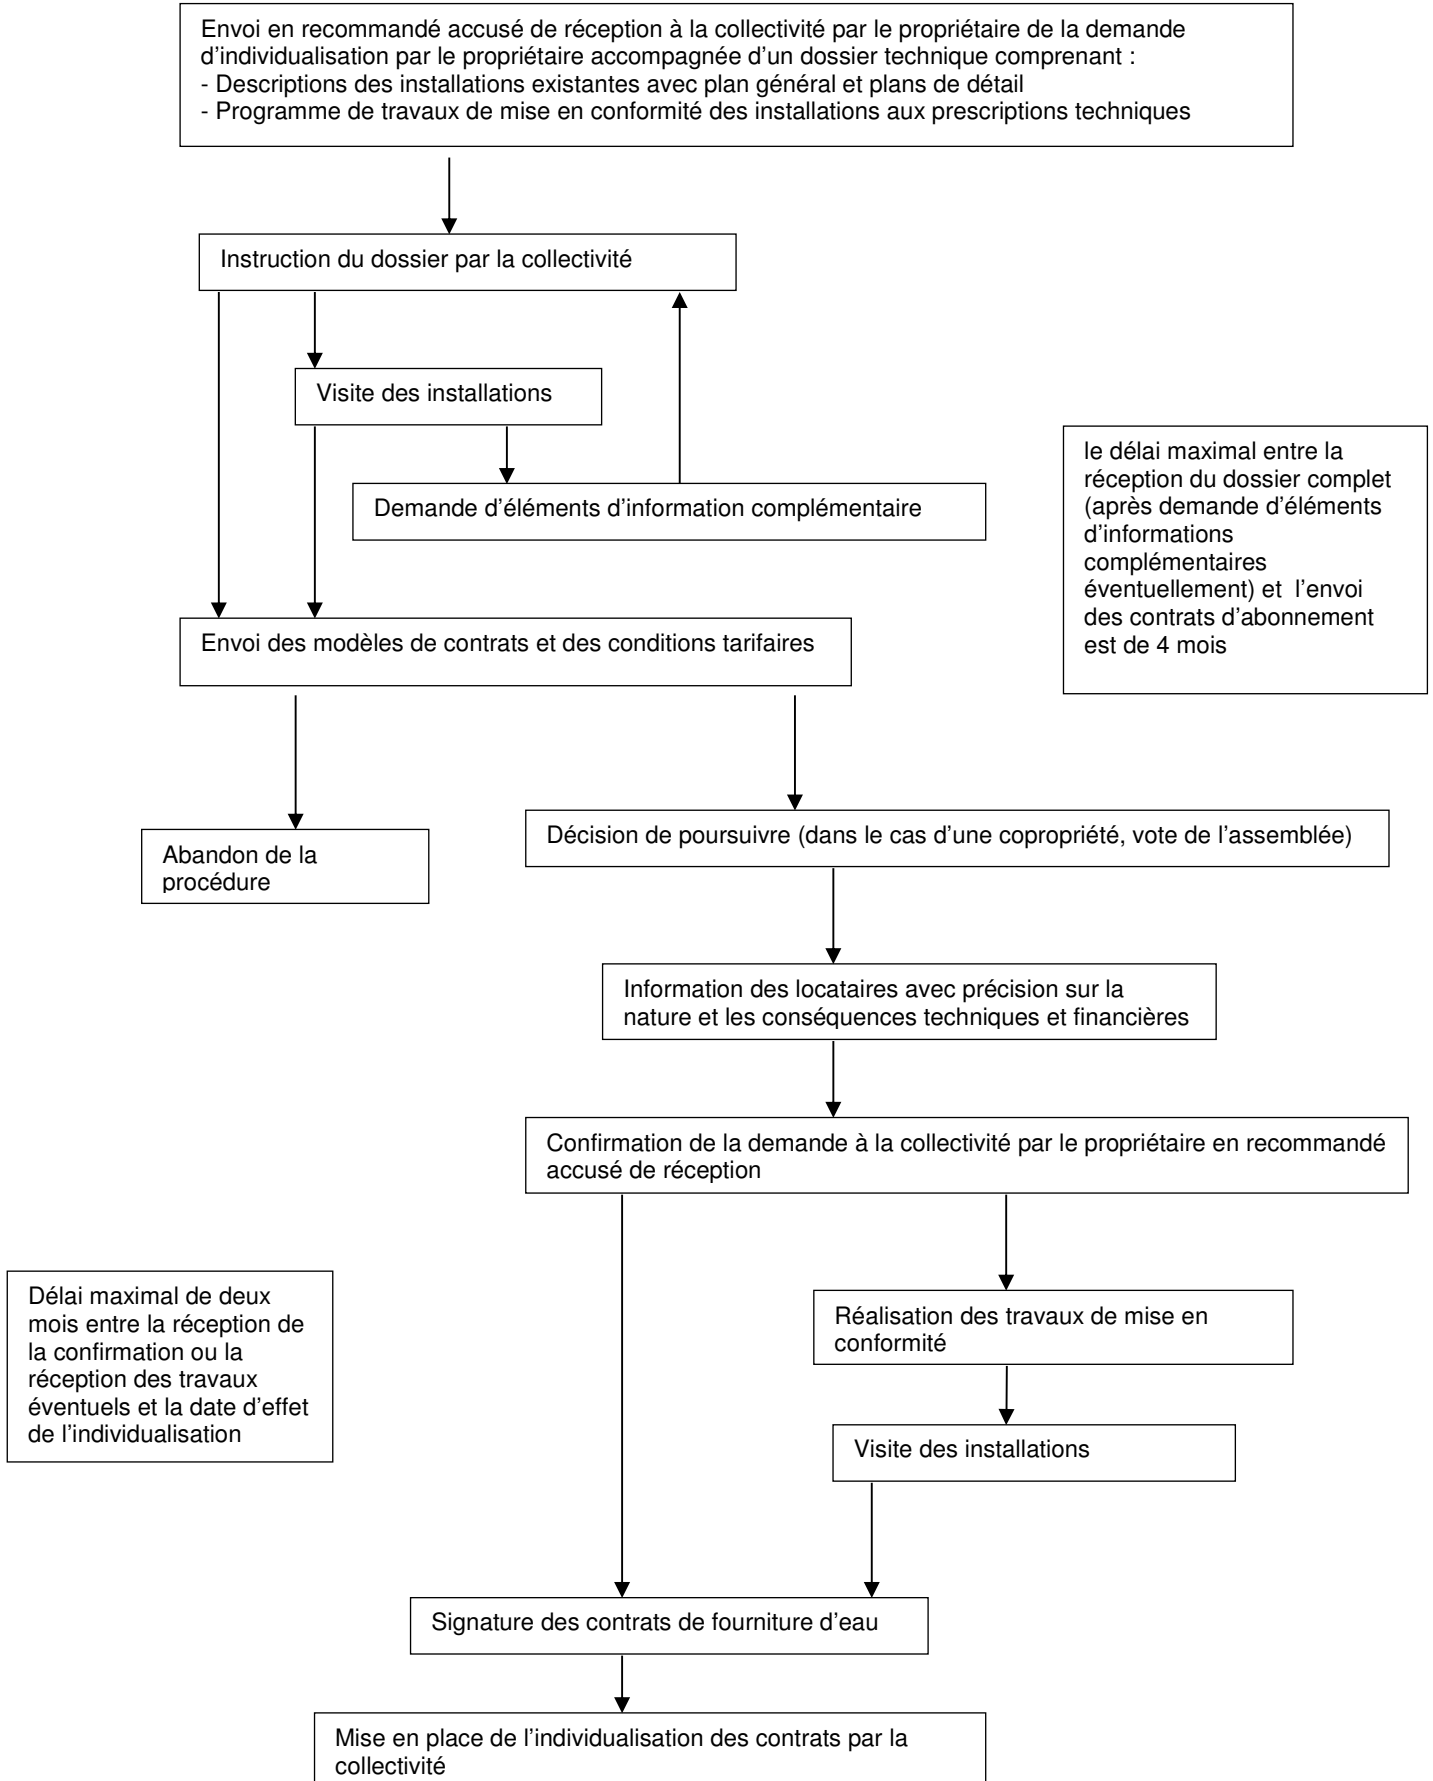 Envoi en recommandé accusé de réception à la collectivité par le propriétaire de la demande
d’individualisation par le propriétaire accompagnée d’un dossier technique comprenant :
- Descriptions des installations existantes avec plan général et plans de détail
- Programme de travaux de mise en conformité des installations aux prescriptions techniques
Instruction du dossier par la collectivité
Visite des installations
Demande d’éléments d’information complémentaire
le délai maximal entre la
réception du dossier complet
(après demande d’éléments
d’informations
complémentaires
éventuellement) et  l’envoi
des contrats d’abonnement
est de 4 mois
Envoi des modèles de contrats et des conditions tarifaires
Abandon de la
procédure
Décision de poursuivre (dans le cas d’une copropriété, vote de l’assemblée)
Information des locataires avec précision sur la
nature et les conséquences techniques et financières
Confirmation de la demande à la collectivité par le propriétaire en recommandé
accusé de réception
Délai maximal de deux
mois entre la réception de
la confirmation ou la
réception des travaux
éventuels et la date d’effet
de l’individualisation
Réalisation des travaux de mise en
conformité
Visite des installations
Signature des contrats de fourniture d’eau
Mise en place de l’individualisation des contrats par la
collectivité